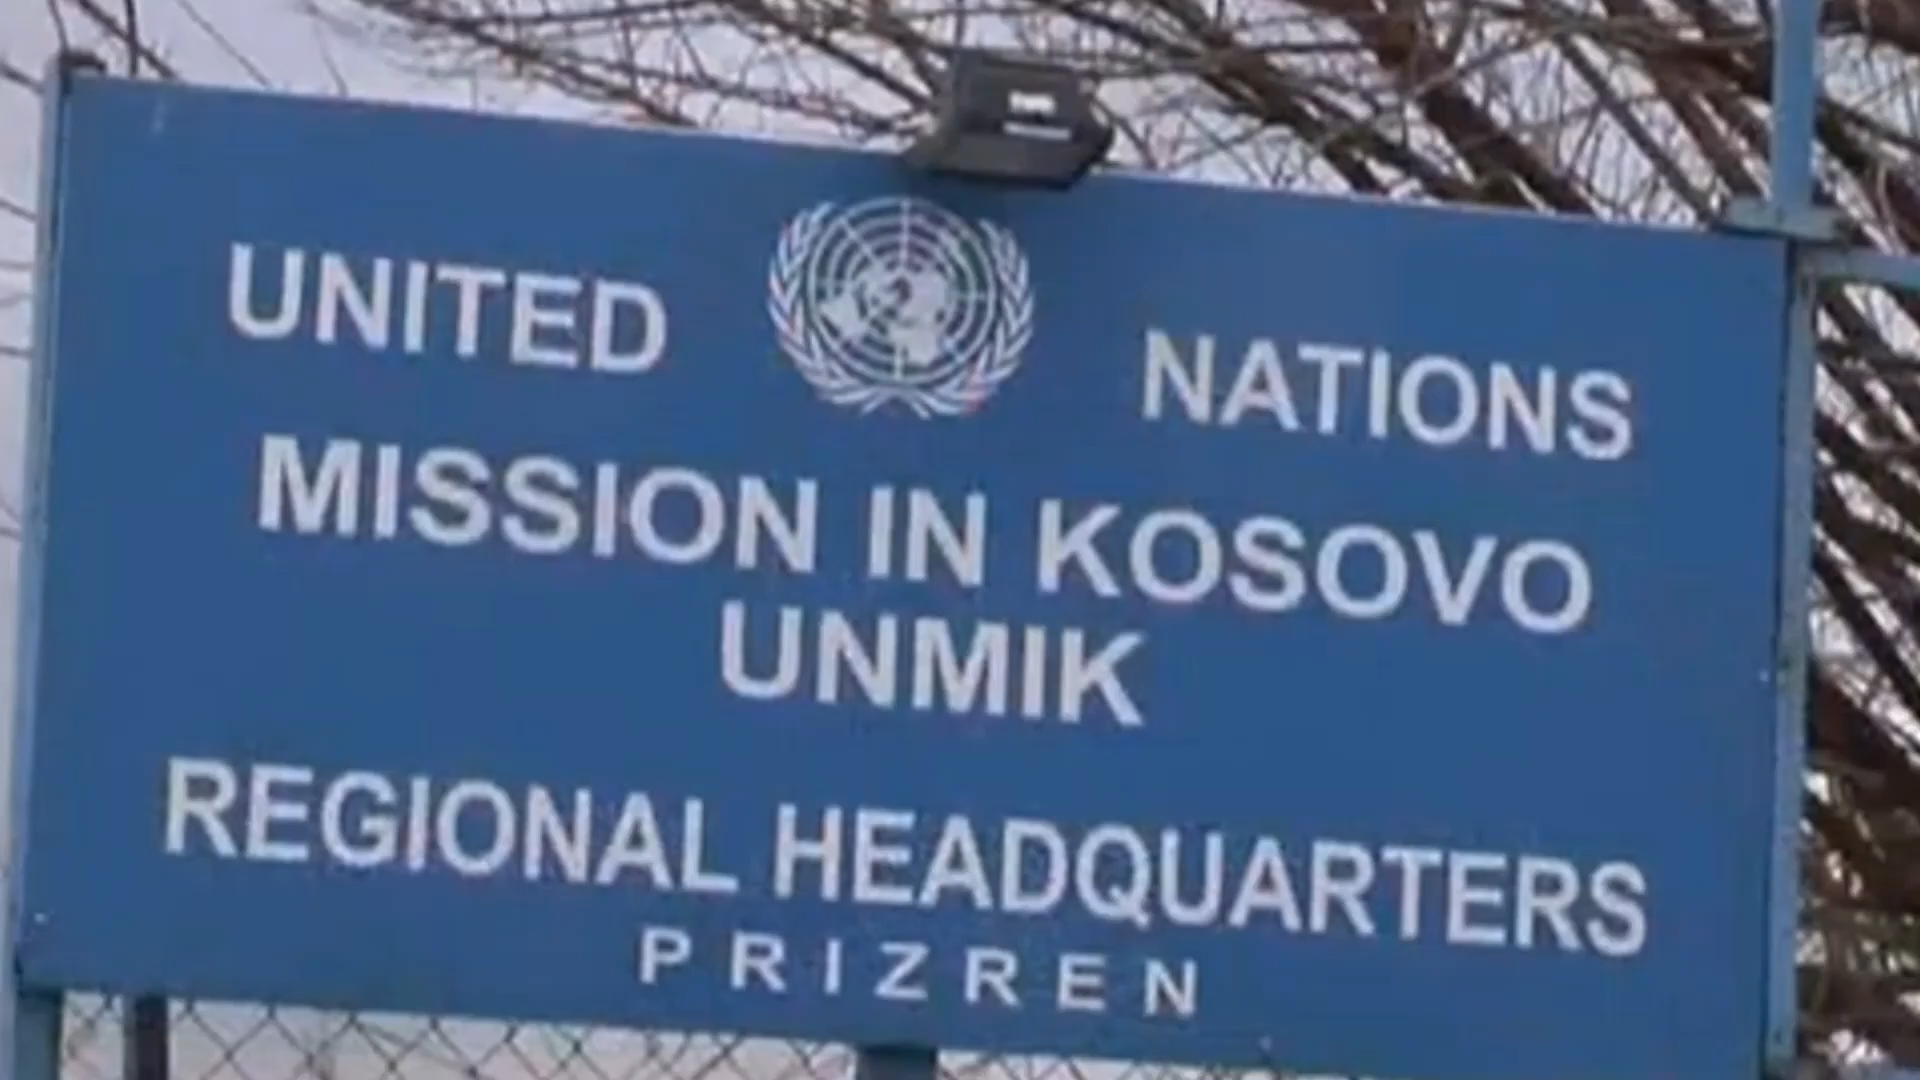 UNITED NATIONS
MISSION IN KOSOVO
UNMIK
REGIONAL HEADQUARTERS
PRIZREN